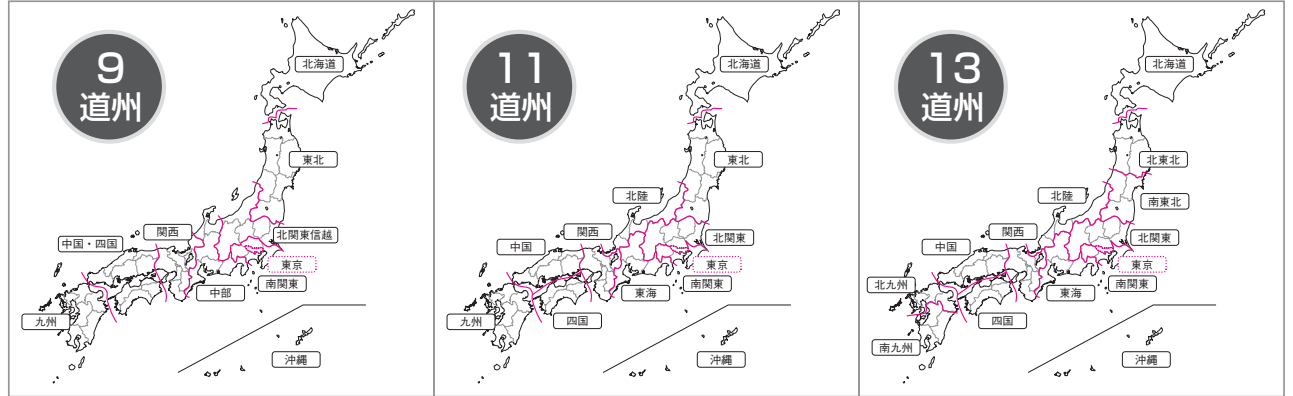 9
道州
北海道
東北
関西
中国・四国
北関東信越
東京
南関東
中部
九州
沖縄
11
道州
北海道
東北
北陸
関西
中国
北関東
東京
南関東
東海
四国
九州
沖縄
13
道州
北海道
北東北
北陸
南東北
関西
中国
北関東
東京
南関東
北九州
東海
四国
南九州
沖縄